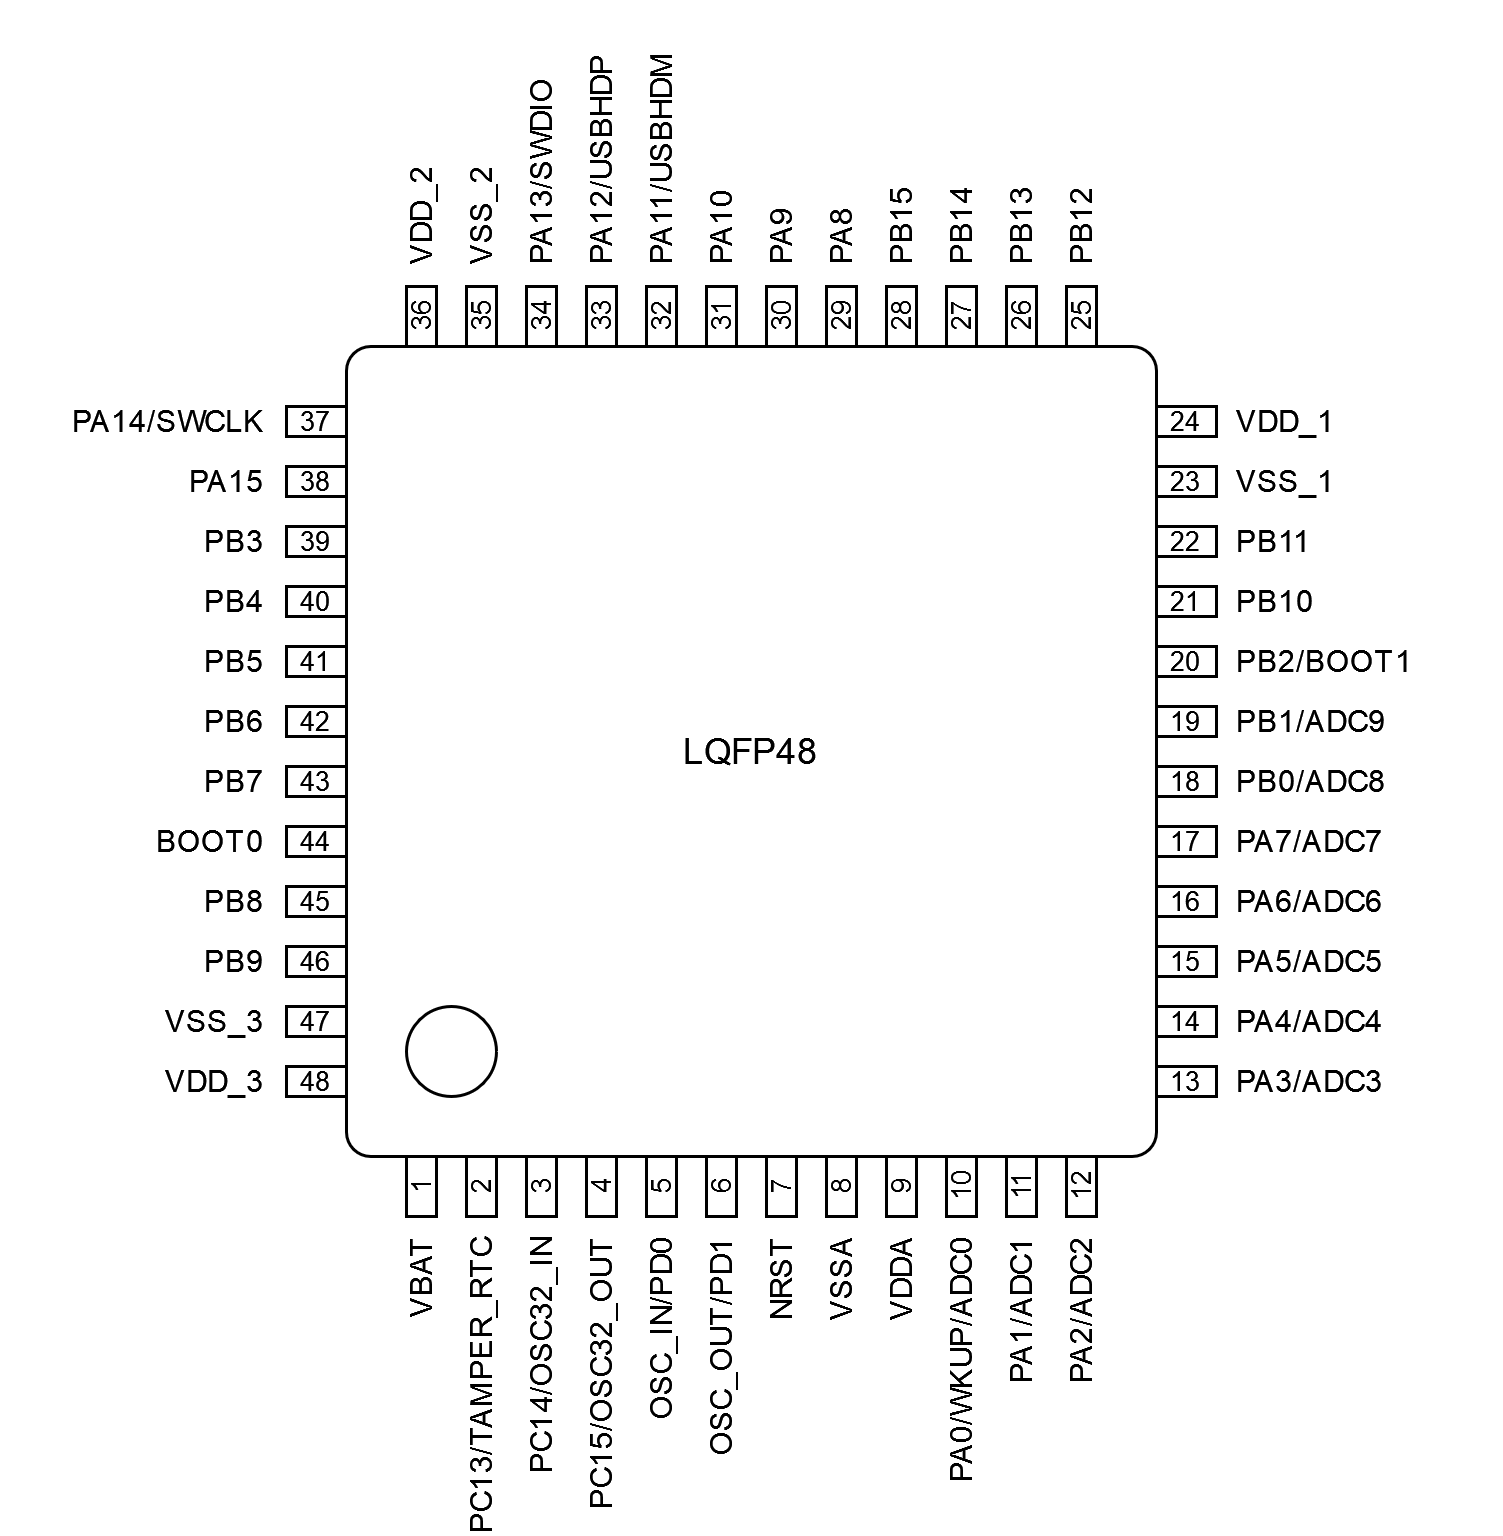 VDD_2
VSS_2
PA13/SWDIO
PA12/USBHDP
PA11/USBHDM
PA10
PA9
PA8
PB15
PB14
PB13
PB12
36
35
34
33
32
31
30
29
28
27
26
25
PA14/SWCLK 37
PA15 38
PB3 39
PB4 40
PB5 41
PB6 42
PB7 43
BOOT0 44
PB8 45
PB9 46
VSS_3 47
VDD_3 48
LQFP48
24 VDD_1
23 VSS_1
22 PB11
21 PB10
20 PB2/BOOT1
19 PB1/ADC9
18 PB0/ADC8
17 PA7/ADC7
16 PA6/ADC6
15 PA5/ADC5
14 PA4/ADC4
13 PA3/ADC3
1
2
3
4
5
6
7
8
9
10
11
12
VBAT
PC13/TAMPER_RTC
PC14/OSC32_IN
PC15/OSC32_OUT
OSC_IN/PD0
OSC_OUT/PD1
NRST
VSSA
VDDA
PA0/WKUP/ADC0
PA1/ADC1
PA2/ADC2